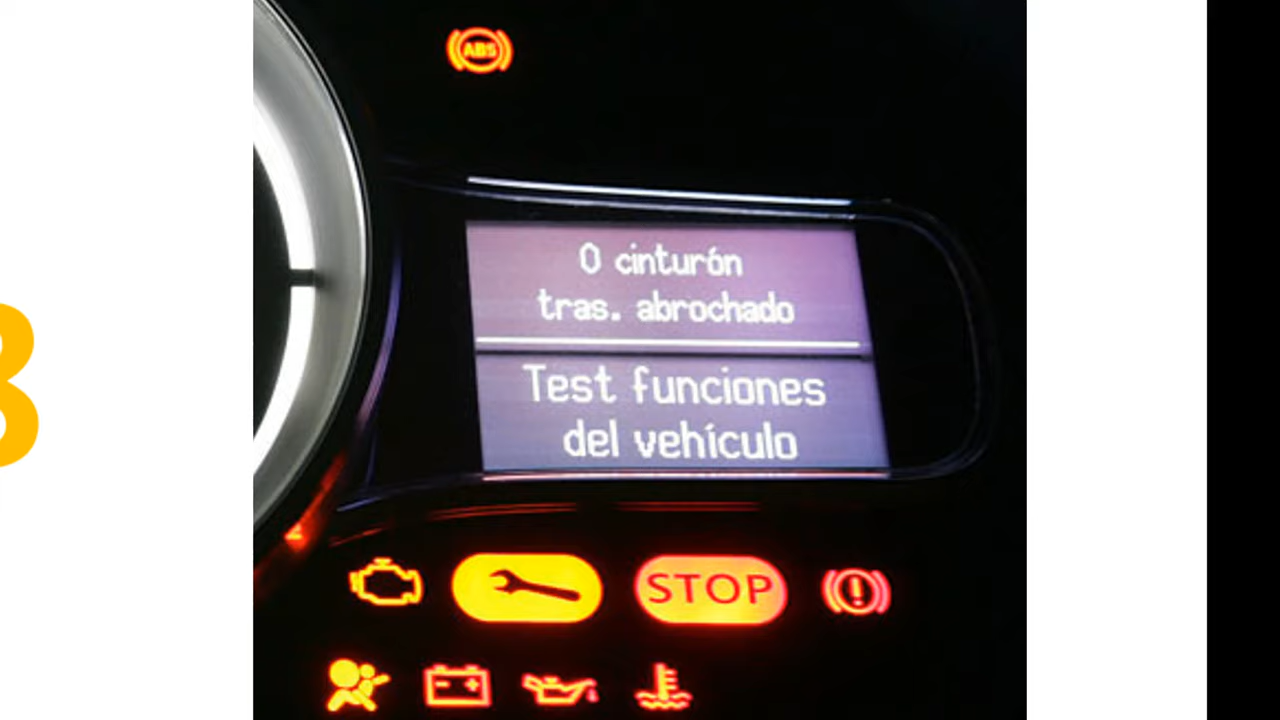 ABS
0 cinturón
tras. abrochado
Test funciones
del vehículo
STOP